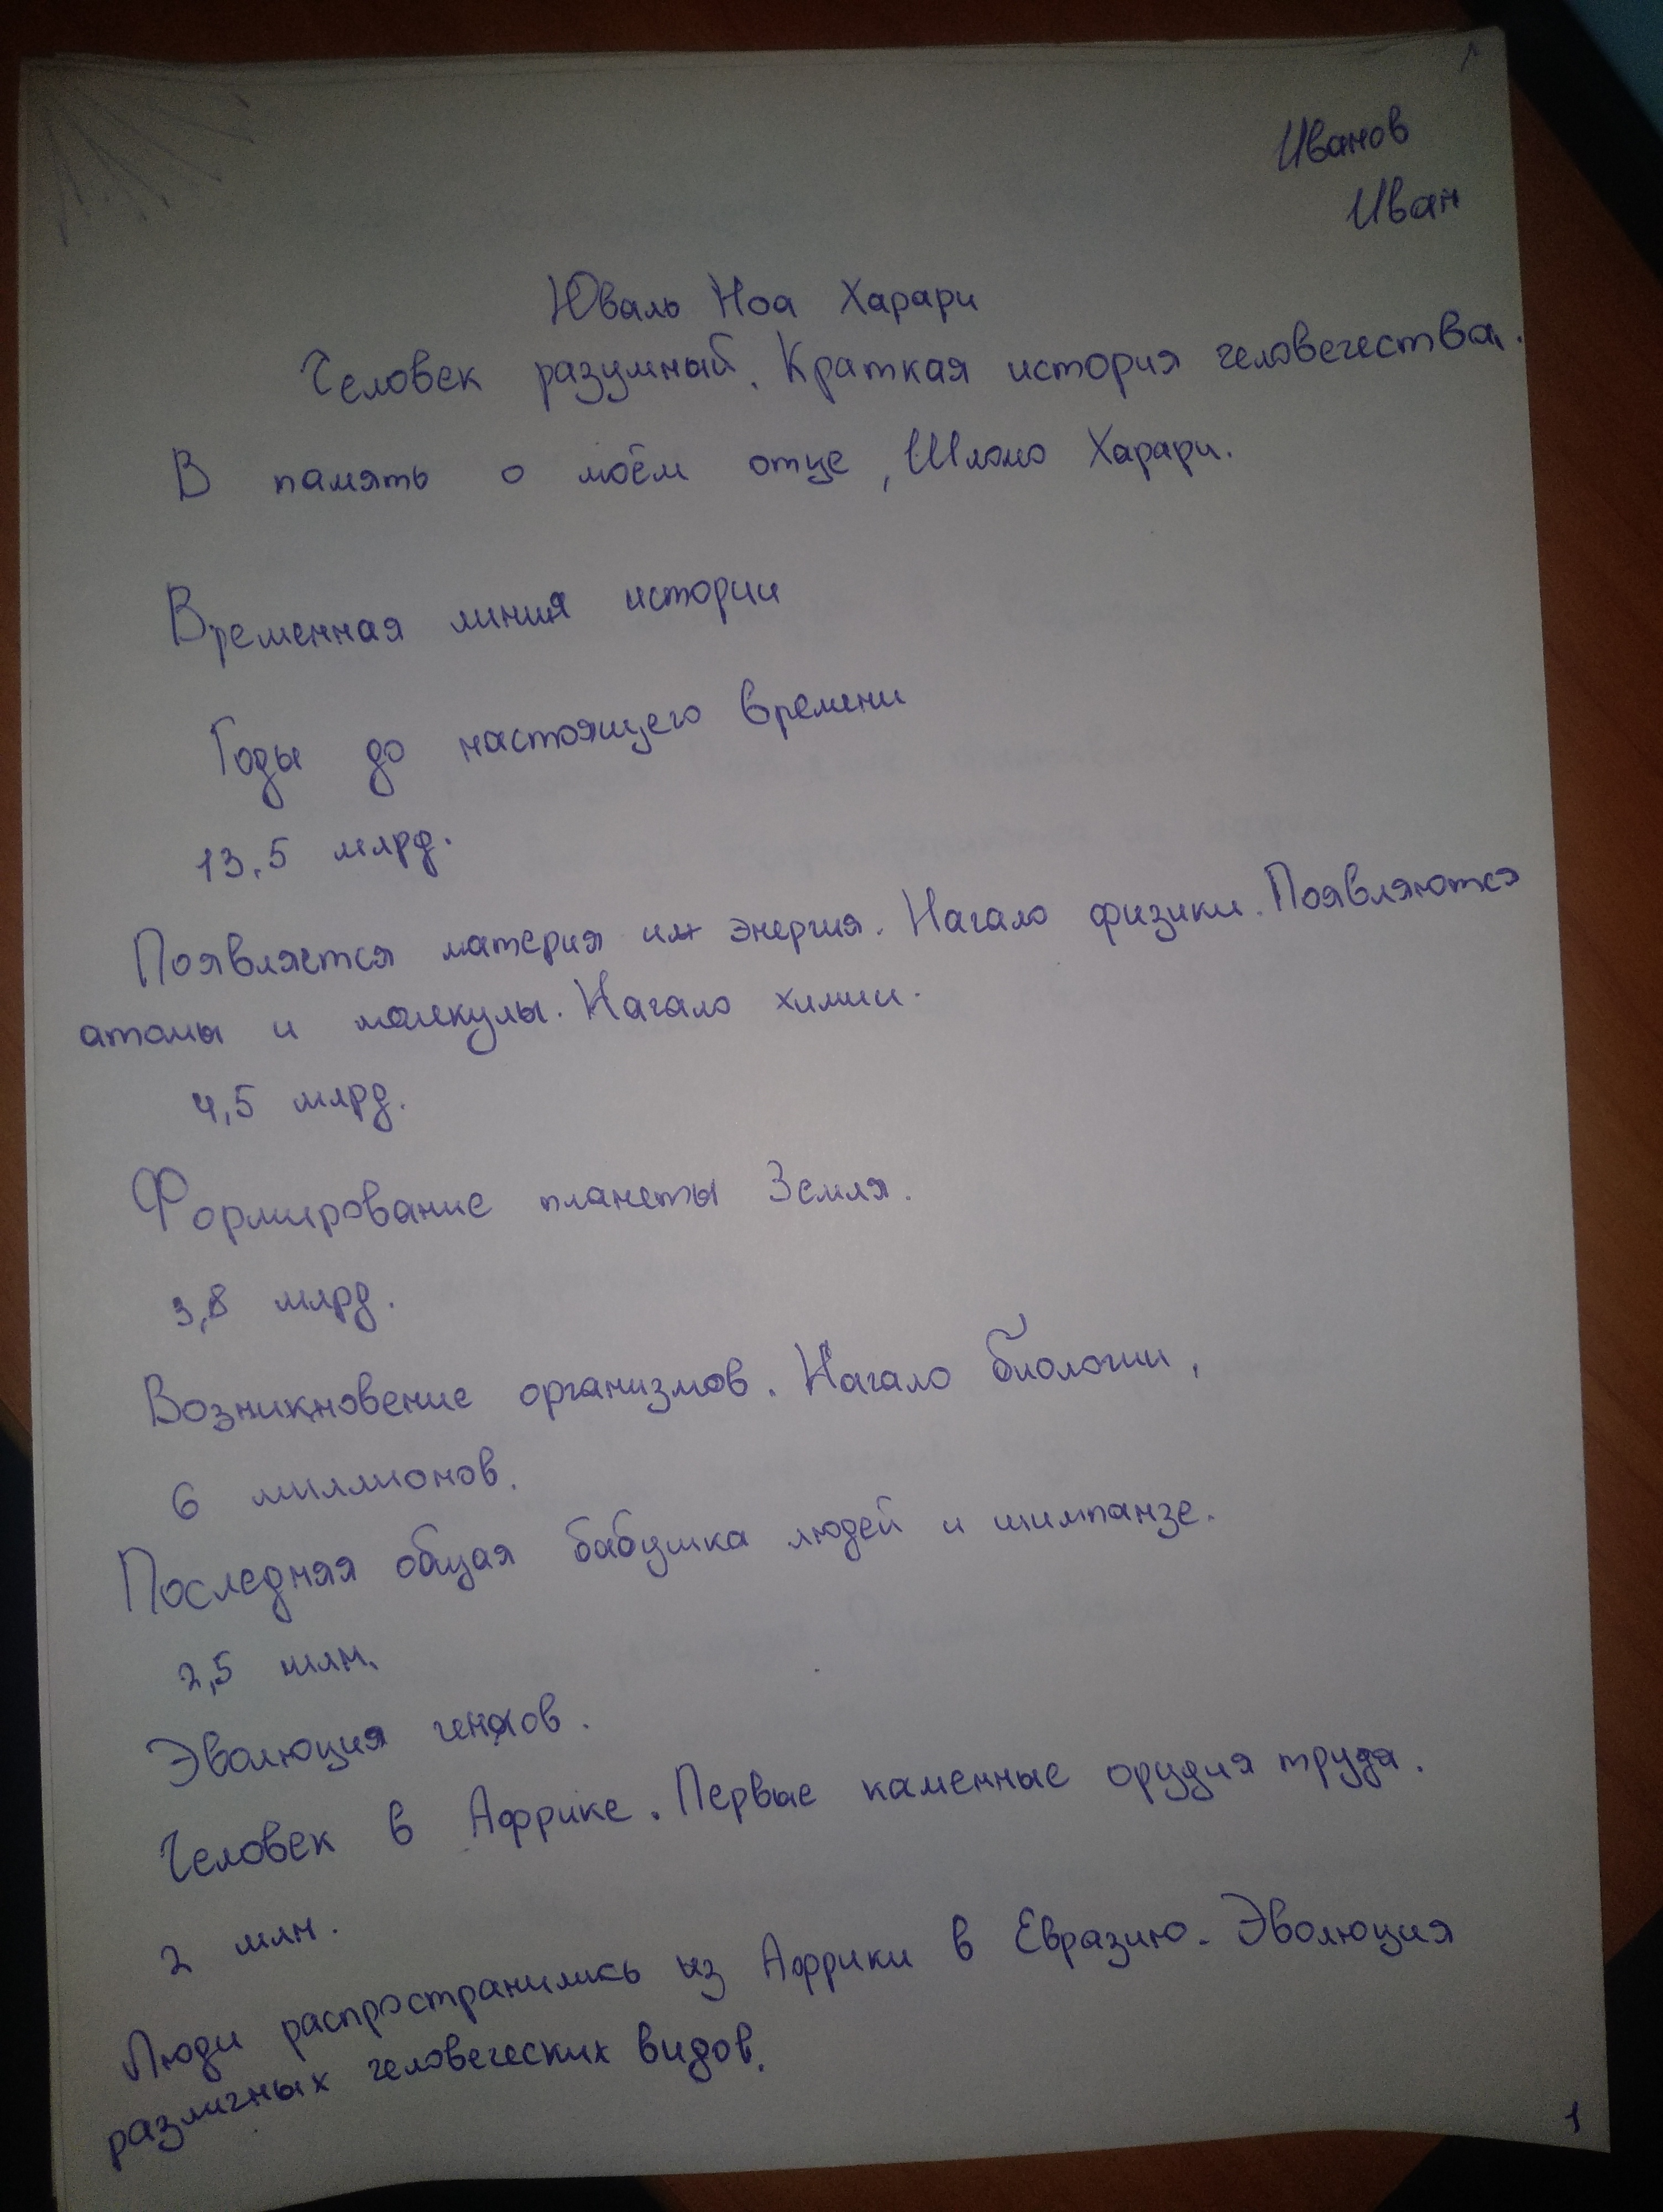 Иванов
Иван
Юваль Ноа Харари
Человек разумный. Краткая история человечества.
В память о моём отце, Шломо Харари.
Временная линия истории
Годы до настоящего времени
13,5 млрд.
Появляется материя и энергия. Начало физики. Появляются
атомы и молекулы. Начало химии.
4,5 млрд.
Формирование планеты Земля.
3,8 млрд.
Возникновение организмов. Начало биологии.
6 миллионов.
Последняя общая бабушка людей и шимпанзе.
2,5 млн.
Эволюция
Человек в Африке. Первые каменные орудия труда.
2 млн.
Люди распространились из Африки в Евразию. Эволюция
различных человеческих видов.
1